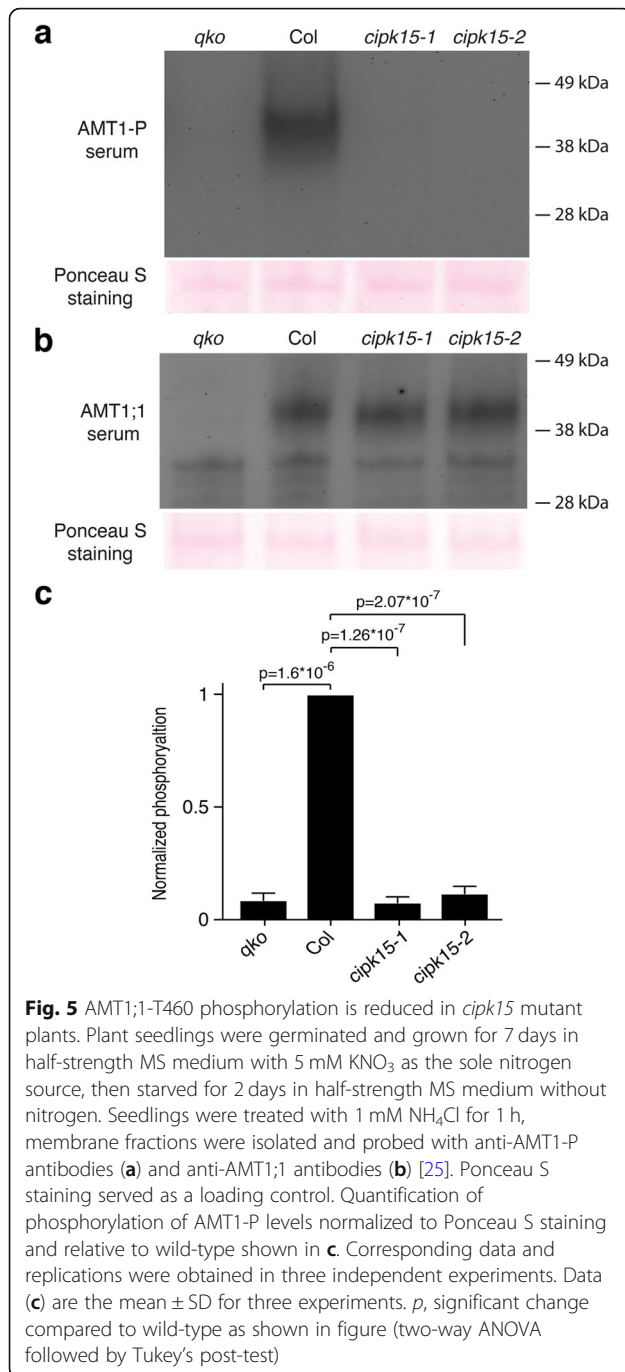 a
qko Col cipk15-1 cipk15-2
AMT1-P
serum
49 kDa
38 kDa
28 kDa
Ponceau S
staining
b
qko Col cipk15-1 cipk15-2
AMT1;1
serum
49 kDa
38 kDa
28 kDa
Ponceau S
staining
c
p=2.07*10-7
p=1.26*10-7
p=1.6*10-6
Normalized phosphoryaltion
1
0.5
0
qko Col cipk15-1 cipk15-2
Fig. 5 AMT1;1-T460 phosphorylation is reduced in cipk15 mutant
plants. Plant seedlings were germinated and grown for 7 days in
half-strength MS medium with 5 mM KNO3 as the sole nitrogen
source, then starved for 2 days in half-strength MS medium without
nitrogen. Seedlings were treated with 1 mM NH4Cl for 1 h,
membrane fractions were isolated and probed with anti-AMT1-P
antibodies (a) and anti-AMT1;1 antibodies (b) [25]. Ponceau S
staining served as a loading control. Quantification of
phosphorylation of AMT1-P levels normalized to Ponceau S staining
and relative to wild-type shown in c. Corresponding data and
replications were obtained in three independent experiments. Data
(c) are the mean ± SD for three experiments. p, significant change
compared to wild-type as shown in figure (two-way ANOVA
followed by Tukey's post-test)